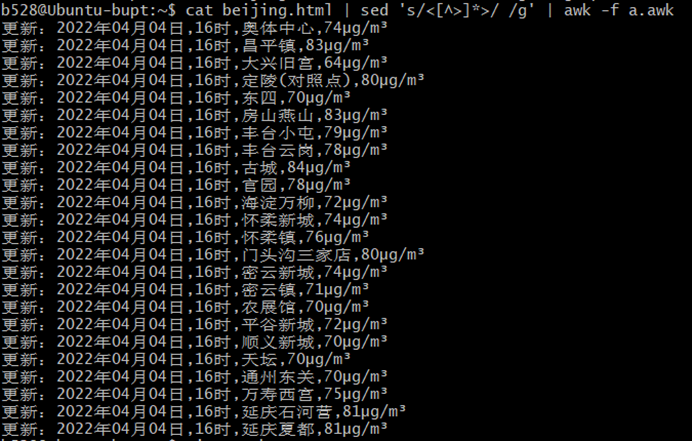 b528@Ubuntu-bupt:~$ cat beijing.html | sed 's/<[^>]*>/ /g' | awk -f a.awk
更新: 2022年04月04日,16时,奥体中心,74μg/m³
更新: 2022年04月04日,16时,昌平镇,83μg/m³
更新: 2022年04月04日,16时,大兴旧宫,64μg/m³
更新: 2022年04月04日,16时,定陵(对照点),80μg/m³
更新: 2022年04月04日,16时,东四,70μg/m³
更新: 2022年04月04日,16时,房山燕山,83μg/m³
更新: 2022年04月04日,16时,丰台小屯,79μg/m³
更新: 2022年04月04日,16时,丰台云岗,78μg/m³
更新: 2022年04月04日,16时,古城,84μg/m³
更新: 2022年04月04日,16时,官园,78μg/m³
更新: 2022年04月04日,16时,海淀万柳,72μg/m³
更新: 2022年04月04日,16时,怀柔新城,74μg/m³
更新: 2022年04月04日,16时,怀柔镇,76μg/m³
更新: 2022年04月04日,16时,门头沟三家店,80μg/m³
更新: 2022年04月04日,16时,密云新城,74μg/m³
更新: 2022年04月04日,16时,密云镇,71μg/m³
更新: 2022年04月04日,16时,农展馆,70μg/m³
更新: 2022年04月04日,16时,平谷新城,72μg/m³
更新: 2022年04月04日,16时,顺义新城,70μg/m³
更新: 2022年04月04日,16时,天坛,70μg/m³
更新: 2022年04月04日,16时,通州东关,70μg/m³
更新: 2022年04月04日,16时,万寿西宫,75μg/m³
更新: 2022年04月04日,16时,延庆石河营,81μg/m³
更新: 2022年04月04日,16时,延庆夏都,81μg/m³